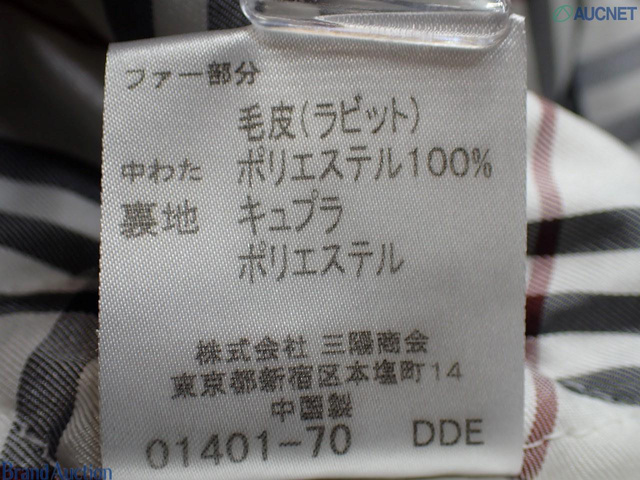 AUCNET
ファー部分
毛皮(ラビット)
中わた ポリエステル100%
裏地 キュプラ
ポリエステル
株式会社 三陽商会
東京都新宿区本塩町14
中国製
01401-70 DDE
Brand Auction